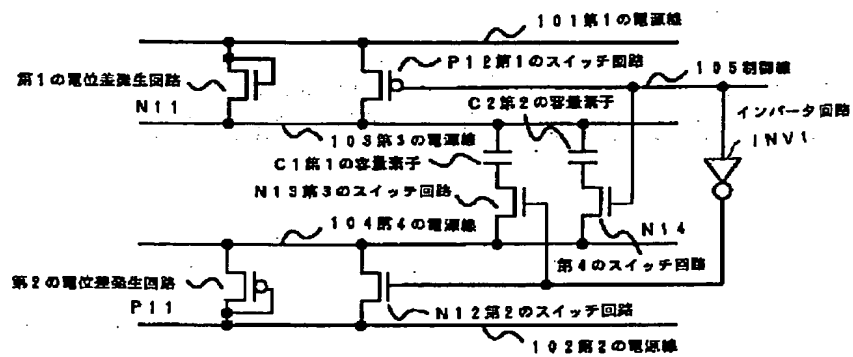 101第1の電源線
P12第1のスイッチ回路
105制御線
第1の電位差発生回路
N11
C2第2の容量素子
インバータ回路
INV1
103第3の電源線
C1第1の容量素子
N13第3のスイッチ回路
104第4の電源線
N14
第4のスイッチ回路
第2の電位差発生回路
P11
N12第2のスイッチ回路
102第2の電源線